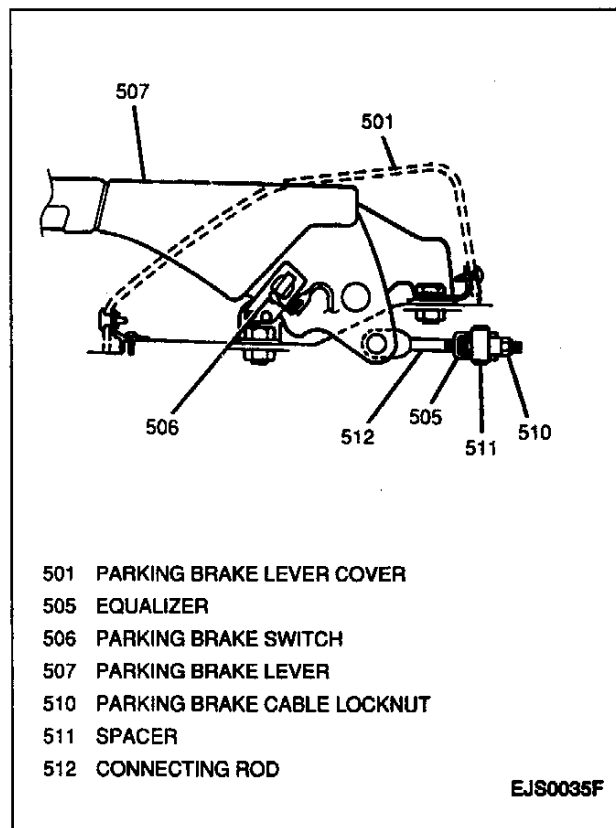 507
501
506
512
505
511
510
501 PARKING BRAKE LEVER COVER
505 EQUALIZER
506 PARKING BRAKE SWITCH
507 PARKING BRAKE LEVER
510 PARKING BRAKE CABLE LOCKNUT
511 SPACER
512 CONNECTING ROD
EJS0035F